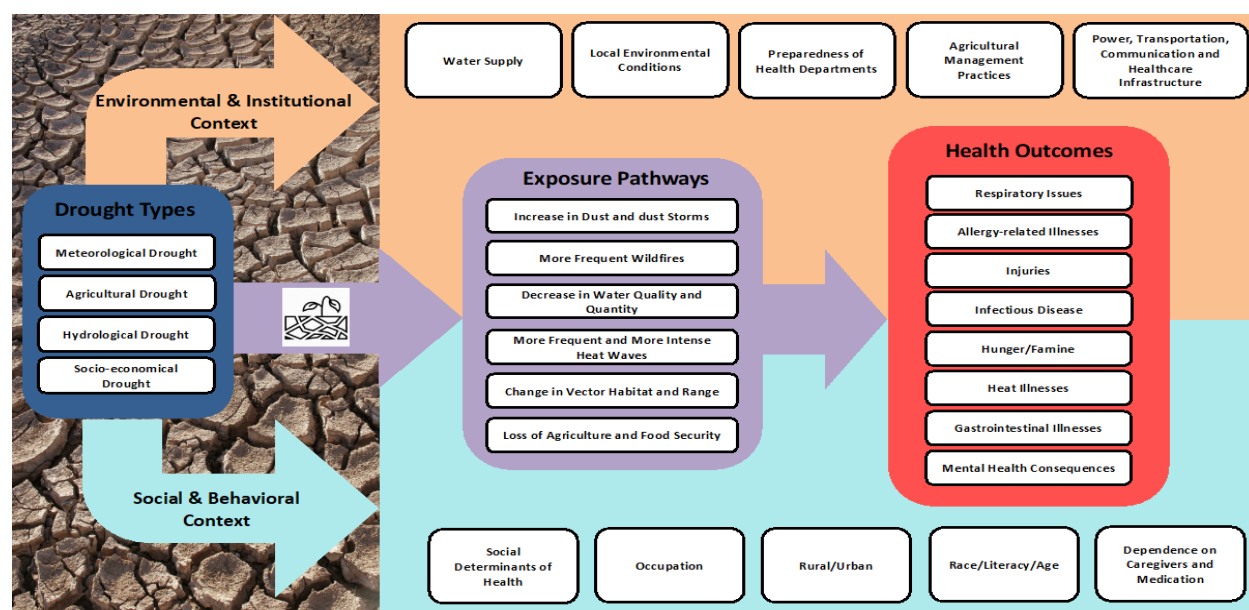 Water Supply
Local Environmental
Conditions
Preparedness of
Health Departments
Agricultural
Management
Practices
Power, Transportation,
Communication and
Healthcare
Infrastructure
Environmental & Institutional
Context
Drought Types
Meteorological Drought
Agricultural Drought
Hydrological Drought
Socio-economical
Drought
Exposure Pathways
Increase in Dust and dust Storms
More Frequent Wildfires
Decrease in Water Quality and
Quantity
More Frequent and More Intense
Heat Waves
Change in Vector Habitat and Range
Loss of Agriculture and Food Security
Health Outcomes
Respiratory Issues
Allergy-related Illnesses
Injuries
Infectious Disease
Hunger/Famine
Heat Illnesses
Gastrointestinal Illnesses
Mental Health Consequences
Social & Behavioral
Context
Social
Determinants of
Health
Occupation
Rural/Urban
Race/Literacy/Age
Dependence on
Caregivers and
Medication